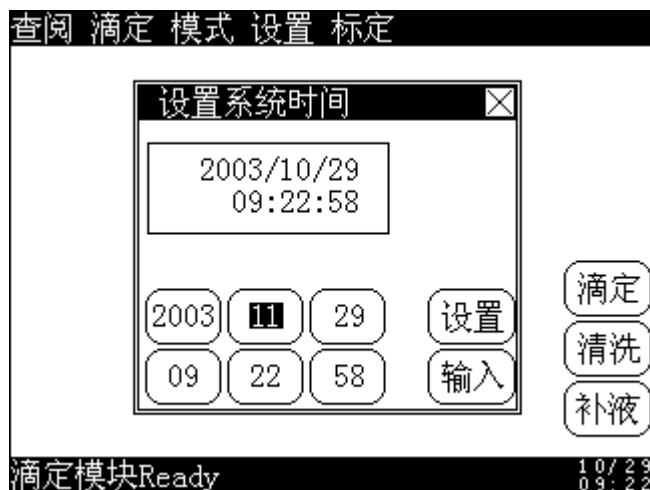 查阅 滴定 模式 设置 标定
设置系统时间
2003/10/29
09:22:58
2003 11 29 设置
09 22 58 输入
滴定
清洗
补液
滴定模块Ready
10/29
09:22